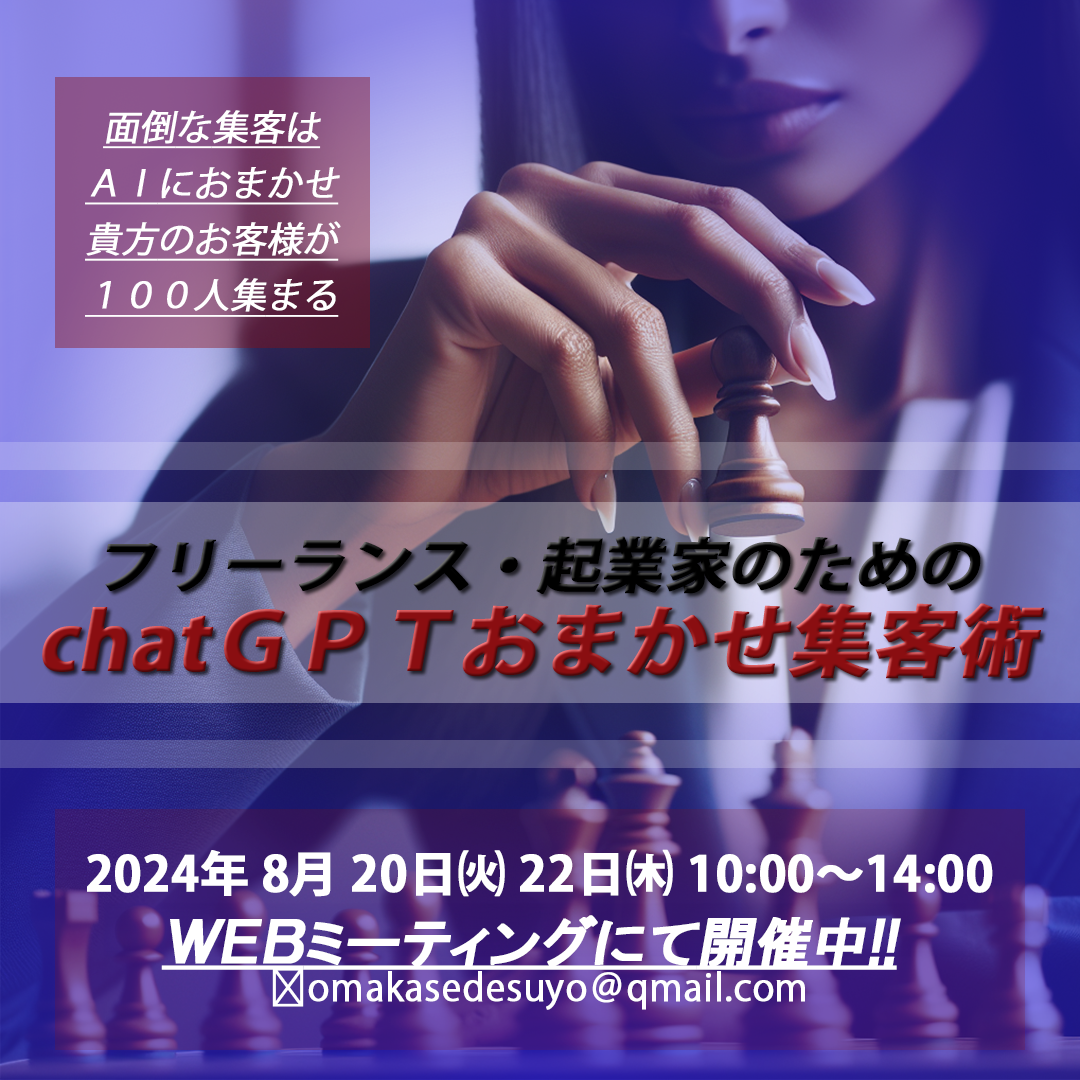 面倒な集客は
ＡＩにおまかせ
貴方のお客様が
１００人集まる
フリーランス・起業家のための
chatＧＰＴおまかせ集客術
2024年 8月 20日㈫ 22日㈭ 10:00〜14:00
WEBミーティングにて開催中!!
omakasedesuyo@qmail.com